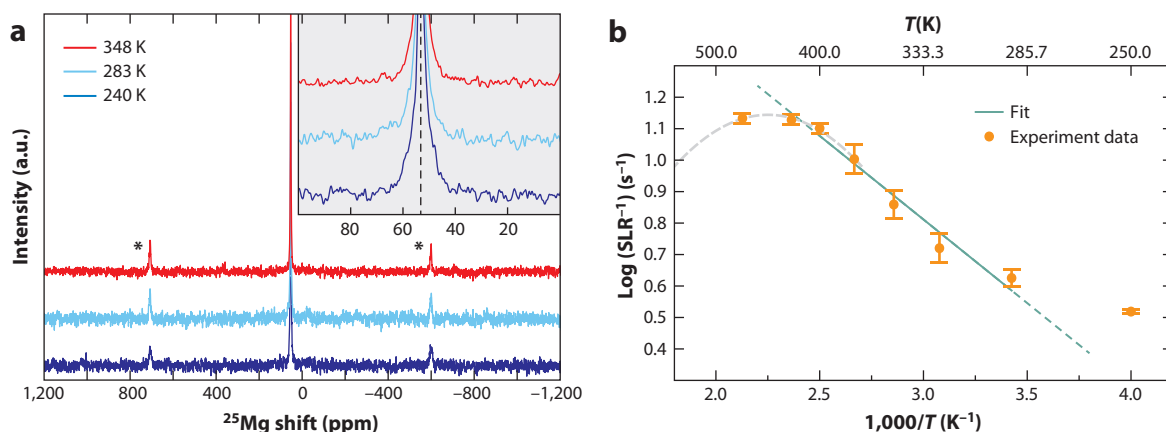 a
348 K
283 K
240 K
Intensity (a.u.)
*
*
80 60 40 20
1,200 800 400 0 −400 −800 −1,200
²⁵Mg shift (ppm)
b
T(K)
500.0 400.0 333.3 285.7 250.0
Fit
Experiment data
Log (SLR⁻¹) (s⁻¹)
1.2
1.1
1.0
0.9
0.8
0.7
0.6
0.5
0.4
2.0 2.5 3.0 3.5 4.0
1,000/T (K⁻¹)